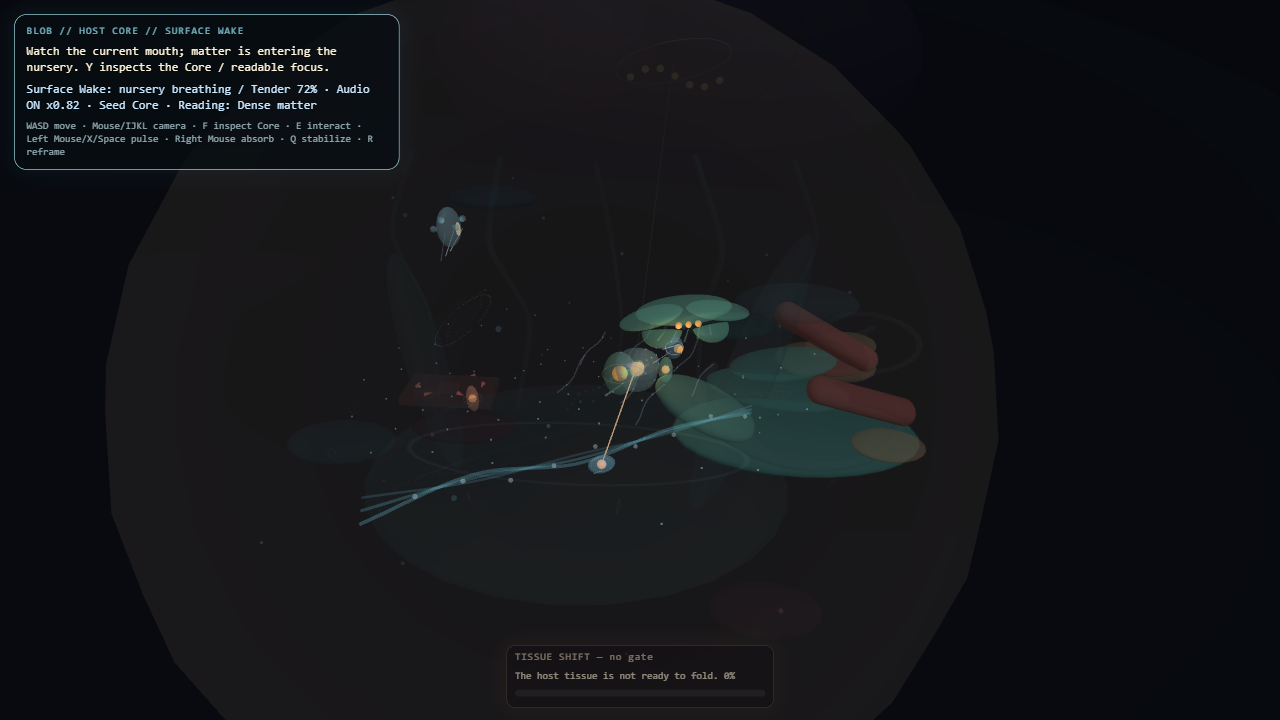 BLOB // HOST CORE // SURFACE WAKE
Watch the current mouth; matter is entering the
nursery. Y inspects the Core / readable focus.
Surface Wake: nursery breathing / Tender 72% · Audio
ON x0.82 · Seed Core · Reading: Dense matter
WASD move · Mouse/IJKL camera · F inspect Core · E interact ·
Left Mouse/X/Space pulse · Right Mouse absorb · Q stabilize · R
reframe
TISSUE SHIFT — no gate
The host tissue is not ready to fold. 0%